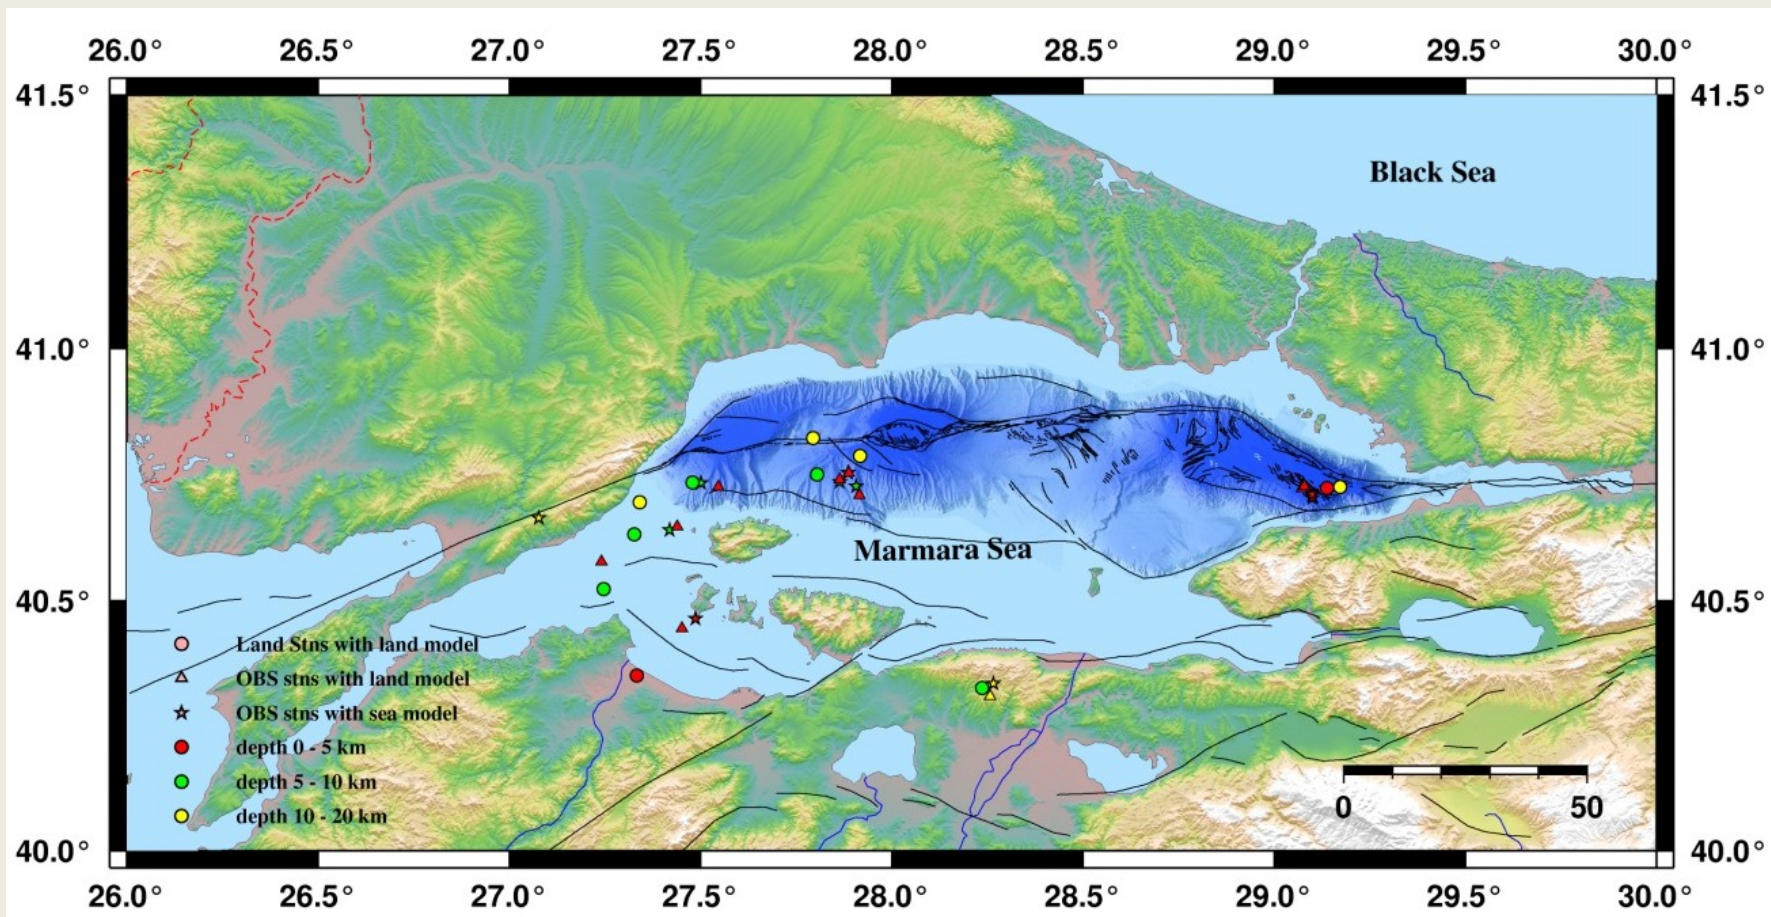 26.0° 26.5° 27.0° 27.5° 28.0° 28.5° 29.0° 29.5° 30.0°
41.5° 41.5°
Black Sea
41.0° 41.0°
Marmara Sea
40.5° 40.5°
Land Stns with land model
OBS stns with land model
OBS stns with sea model
depth 0 - 5 km
depth 5 - 10 km
0 50
depth 10 - 20 km
40.0° 40.0°
26.0° 26.5° 27.0° 27.5° 28.0° 28.5° 29.0° 29.5° 30.0°